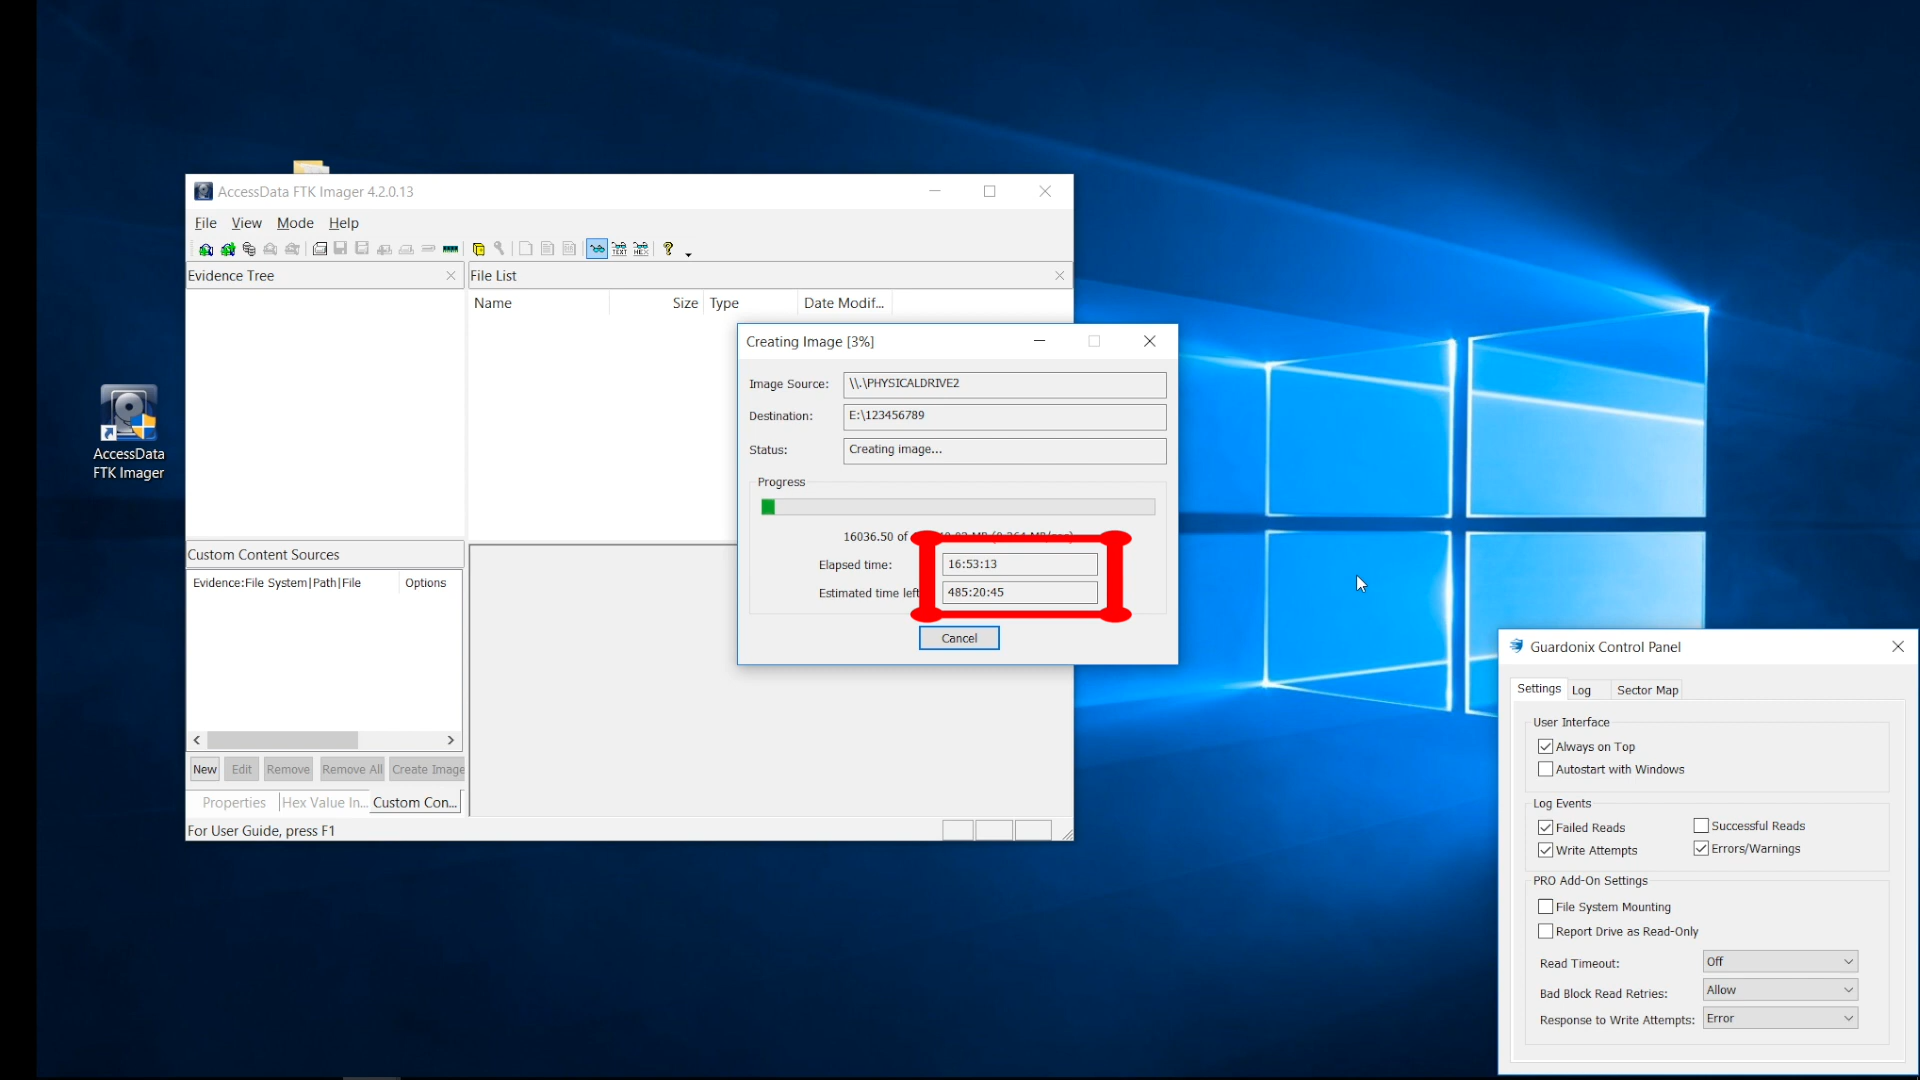 AccessData FTK Imager 4.2.0.13
File View Mode Help
TEXT HEX
Evidence Tree
File List
Name Size Type Date Modif...
AccessData
FTK Imager
Creating Image [3%]
Image Source: \\.\PHYSICALDRIVE2
Destination: E:\123456789
Status: Creating image...
Progress
16036.50 of
Elapsed time: 16:53:13
Estimated time left 485:20:45
Cancel
Custom Content Sources
Evidence:File System|Path|File Options
New Edit Remove Remove All Create Image
Properties Hex Value In... Custom Con...
For User Guide, press F1
Guardonix Control Panel
Settings Log Sector Map
User Interface
Always on Top
Autostart with Windows
Log Events
Failed Reads Successful Reads
Write Attempts Errors/Warnings
PRO Add-On Settings
File System Mounting
Report Drive as Read-Only
Read Timeout: Off
Bad Block Read Retries: Allow
Response to Write Attempts: Error